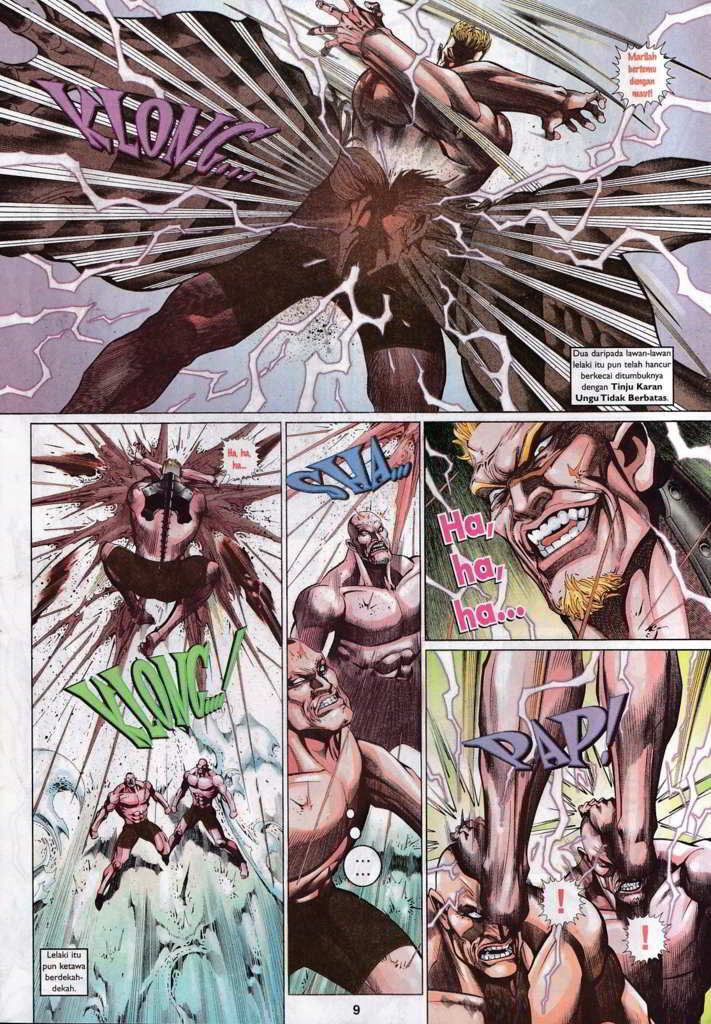 KLONG...
Marilah
bertemu
dengan
maut!
Dua daripada lawan-lawan
lelaki itu pun telah hancur
berkecai ditumbuknya
dengan Tinju Karan
Ungu Tidak Berbatas.
Ha, ha,
ha...
KLONG...!
Lelaki itu
pun ketawa
berdekah-
dekah.
SHA...
...
...
Ha,
ha,
ha...
PAP!
!
!
9